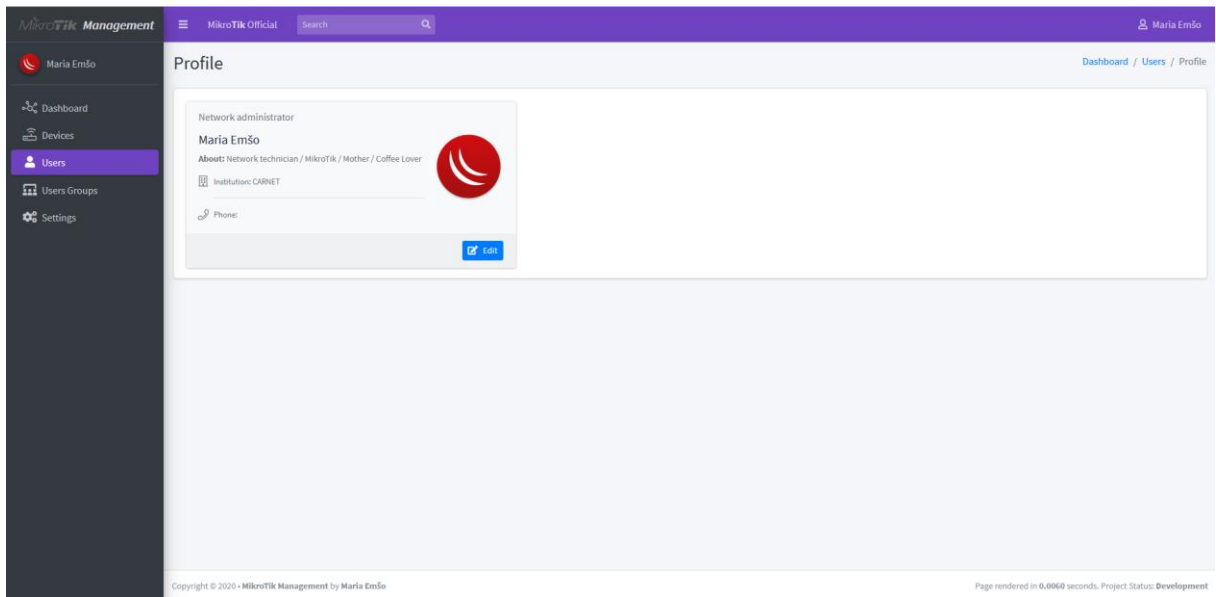 MikroTik Management
MikroTik Official
Search
Maria Emšo
Maria Emšo
Dashboard
Devices
Users
Users Groups
Settings
Profile
Dashboard / Users / Profile
Network administrator
Maria Emšo
About: Network technician / MikroTik / Mother / Coffee Lover
Institution: CARNET
Phone:
Edit
Copyright © 2020 - MikroTik Management by Maria Emšo
Page rendered in 0.0060 seconds. Project Status: Development